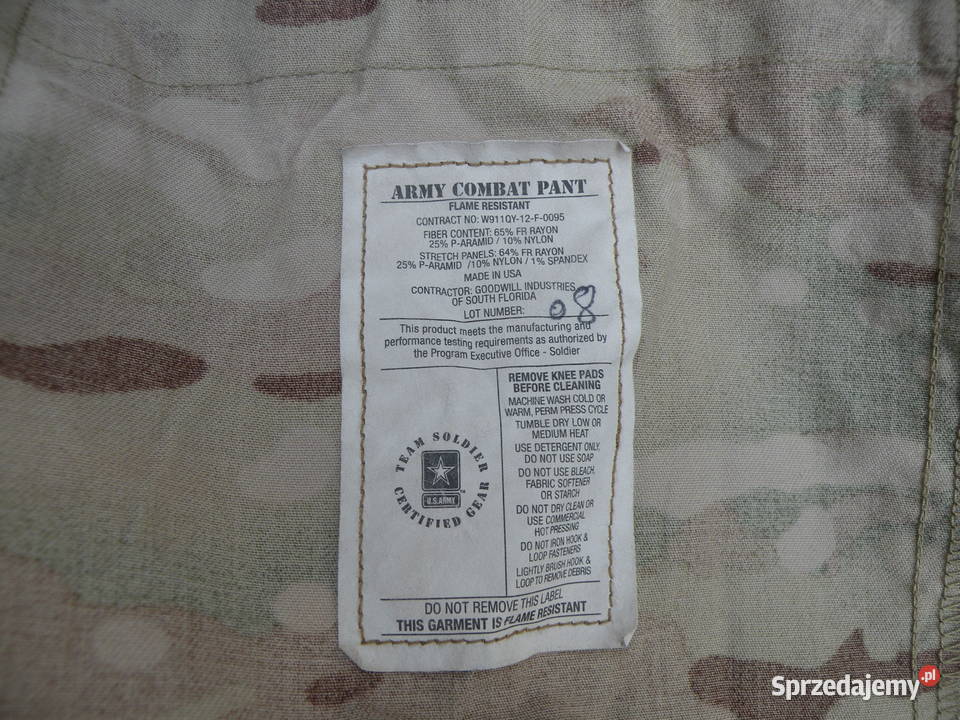 ARMY COMBAT PANT
FLAME RESISTANT
CONTRACT NO: W911QY-12-F-0095
FIBER CONTENT: 65% FR RAYON
25% P-ARAMID / 10% NYLON
STRETCH PANELS: 64% FR RAYON
25% P-ARAMID /10% NYLON / 1% SPANDEX
MADE IN USA
CONTRACTOR: GOODWILL INDUSTRIES
OF SOUTH FLORIDA
LOT NUMBER: 08
This product meets the manufacturing and
performance testing requirements as authorized by
the Program Executive Office - Soldier
TEAM SOLDIER
U.S.ARMY
CERTIFIED GEAR
REMOVE KNEE PADS
BEFORE CLEANING
MACHINE WASH COLD OR
WARM, PERM PRESS CYCLE
TUMBLE DRY LOW OR
MEDIUM HEAT
USE DETERGENT ONLY,
DO NOT USE SOAP
DO NOT USE BLEACH,
FABRIC SOFTENER
OR STARCH
DO NOT DRY CLEAN OR
USE COMMERCIAL
HOT PRESSING
DO NOT IRON HOOK &
LOOP FASTENERS
LIGHTLY BRUSH HOOK &
LOOP TO REMOVE DEBRIS
DO NOT REMOVE THIS LABEL
THIS GARMENT IS FLAME RESISTANT
Sprzedajemy.pl